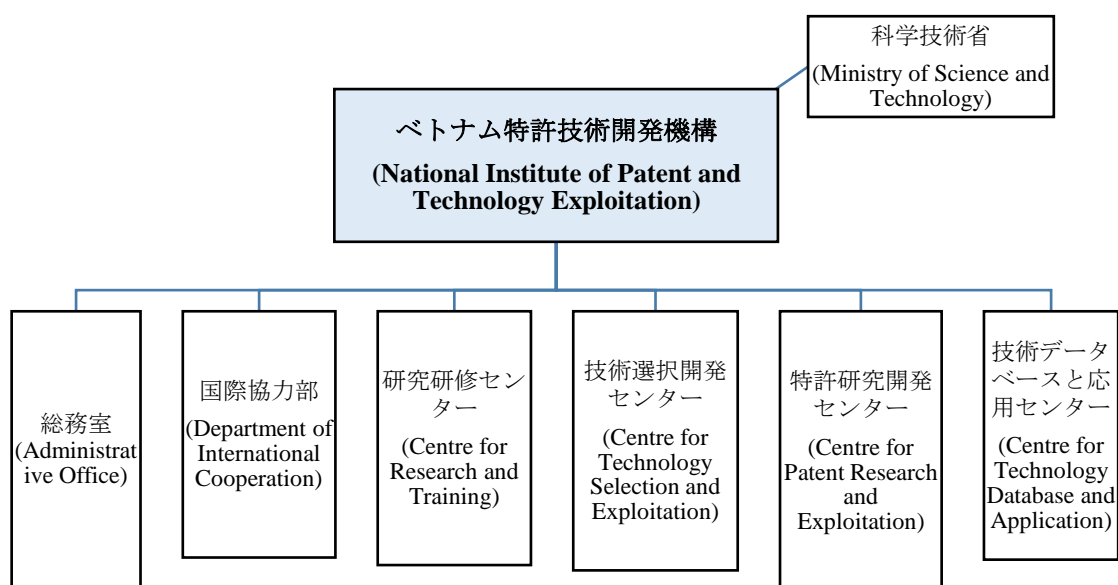 科学技術省
(Ministry of Science and
Technology)
ベトナム特許技術開発機構
(National Institute of Patent and
Technology Exploitation)
総務室
(Administrat
ive Office)
国際協力部
(Department of
International
Cooperation)
研究研修センタ
ー
(Centre for
Research and
Training)
技術選択開発
センター
(Centre for
Technology
Selection and
Exploitation)
特許研究開発
センター
(Centre for
Patent Research
and
Exploitation)
技術データ
ベースと応
用センター
(Centre for
Technology
Database and
Application)